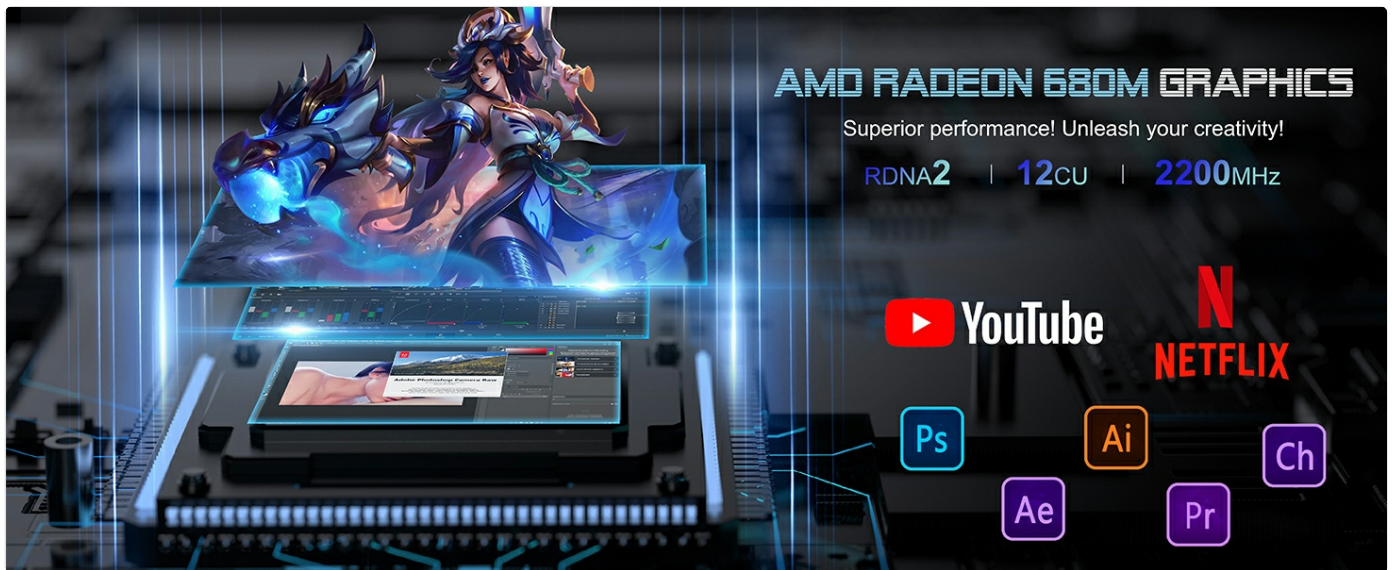 AMD RADEON 680M GRAPHICS
Superior performance! Unleash your creativity!
RDNA2 | 12CU | 2200MHz
YouTube
N
NETFLIX
Ps
Ai
Ch
Ae
Pr
Adobe Photoshop Camera Raw